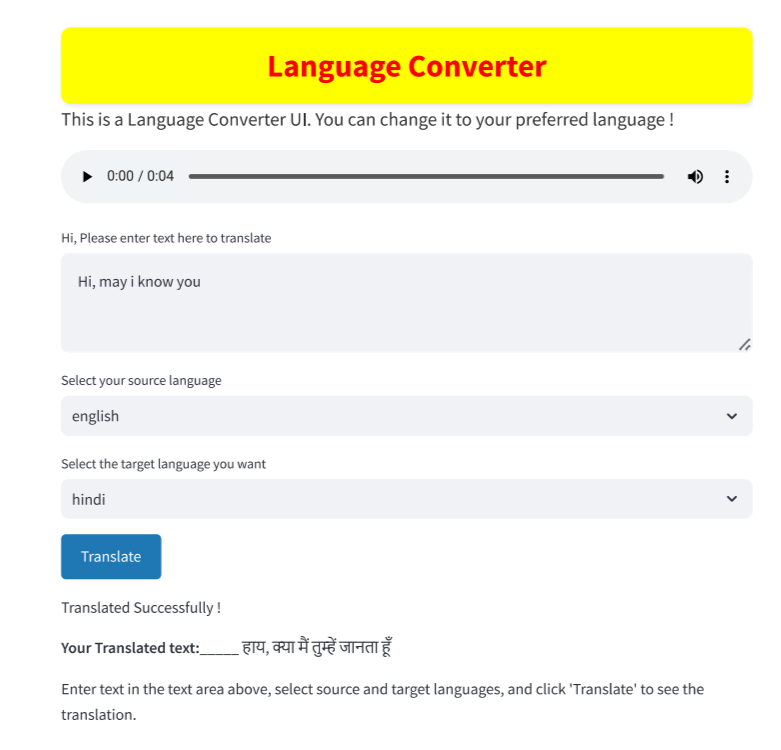 Language Converter
This is a Language Converter UI. You can change it to your preferred language !
0:00 / 0:04
Hi, Please enter text here to translate
Hi, may i know you
Select your source language
english
Select the target language you want
hindi
Translate
Translated Successfully !
Your Translated text:_____ हाय, क्या मैं तुम्हें जानता हूँ
Enter text in the text area above, select source and target languages, and click 'Translate' to see the
translation.